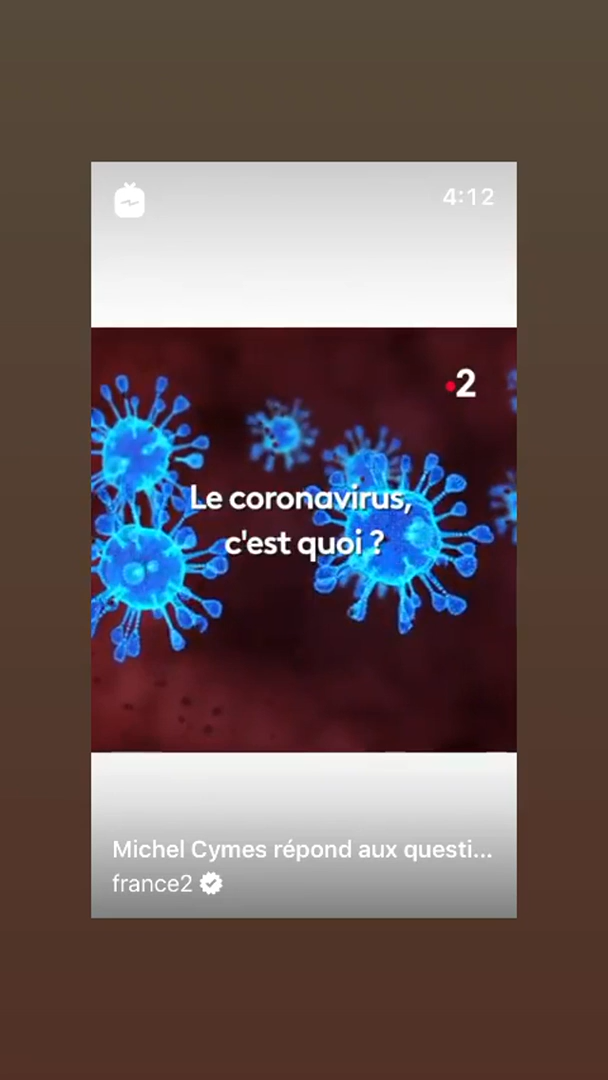 4:12
2
Le coronavirus,
c'est quoi ?
Michel Cymes répond aux questi...
france2